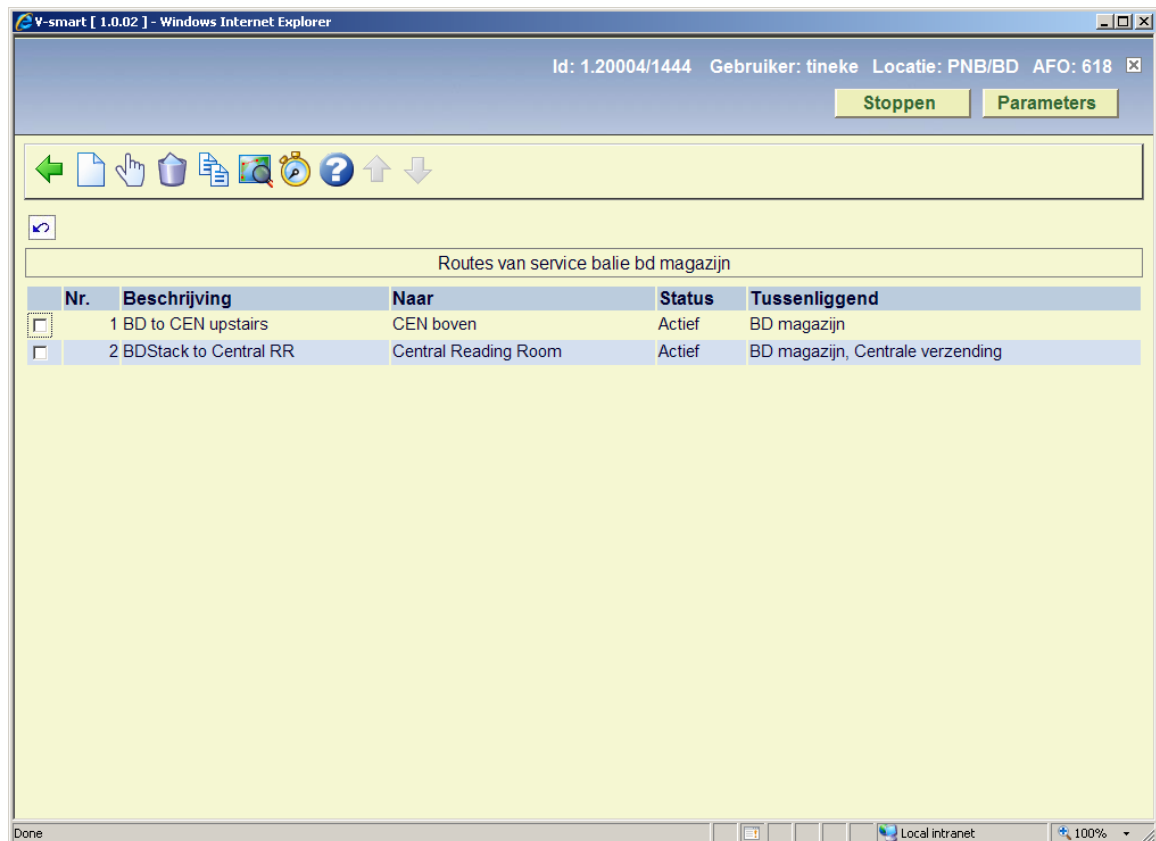 V-smart [ 1.0.02 ] - Windows Internet Explorer
Id: 1.20004/1444 Gebruiker: tineke Locatie: PNB/BD AFO: 618
Stoppen Parameters
Routes van service balie bd magazijn
Nr. Beschrijving Naar Status Tussenliggend
1 BD to CEN upstairs CEN boven Actief BD magazijn
2 BDStack to Central RR Central Reading Room Actief BD magazijn, Centrale verzending
Done Local intranet 100%